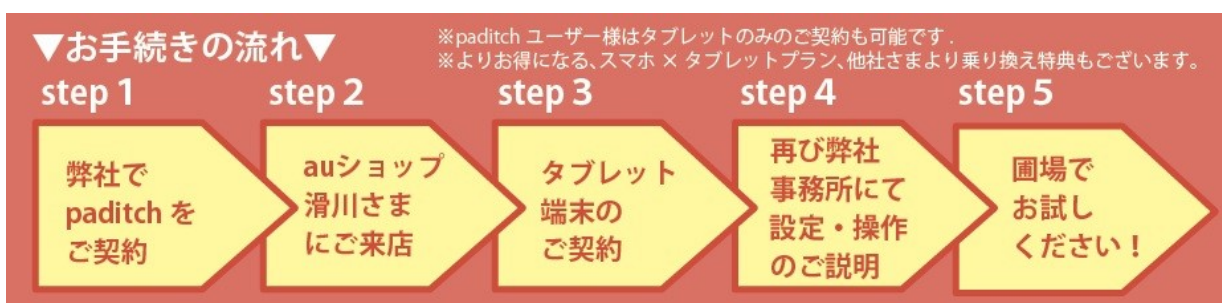 ▼お手続きの流れ▼
※paditch ユーザー様はタブレットのみのご契約も可能です.
※よりお得になる、スマホ × タブレットプラン、他社さまより乗り換え特典もございます。
step 1
弊社で
paditch を
ご契約
step 2
auショップ
滑川さま
にご来店
step 3
タブレット
端末の
ご契約
step 4
再び弊社
事務所にて
設定・操作
のご説明
step 5
圃場で
お試し
ください！